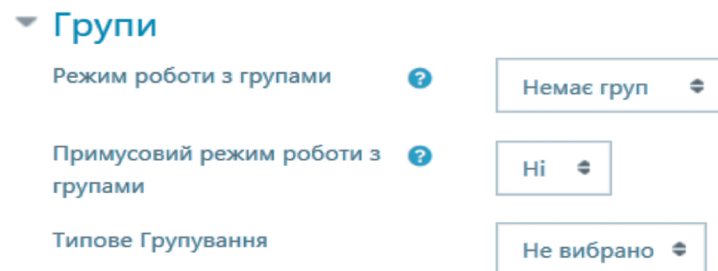 Групи
Режим роботи з групами
Немає груп
Примусовий режим роботи з
групами
Ні
Типове Групування
Не вибрано